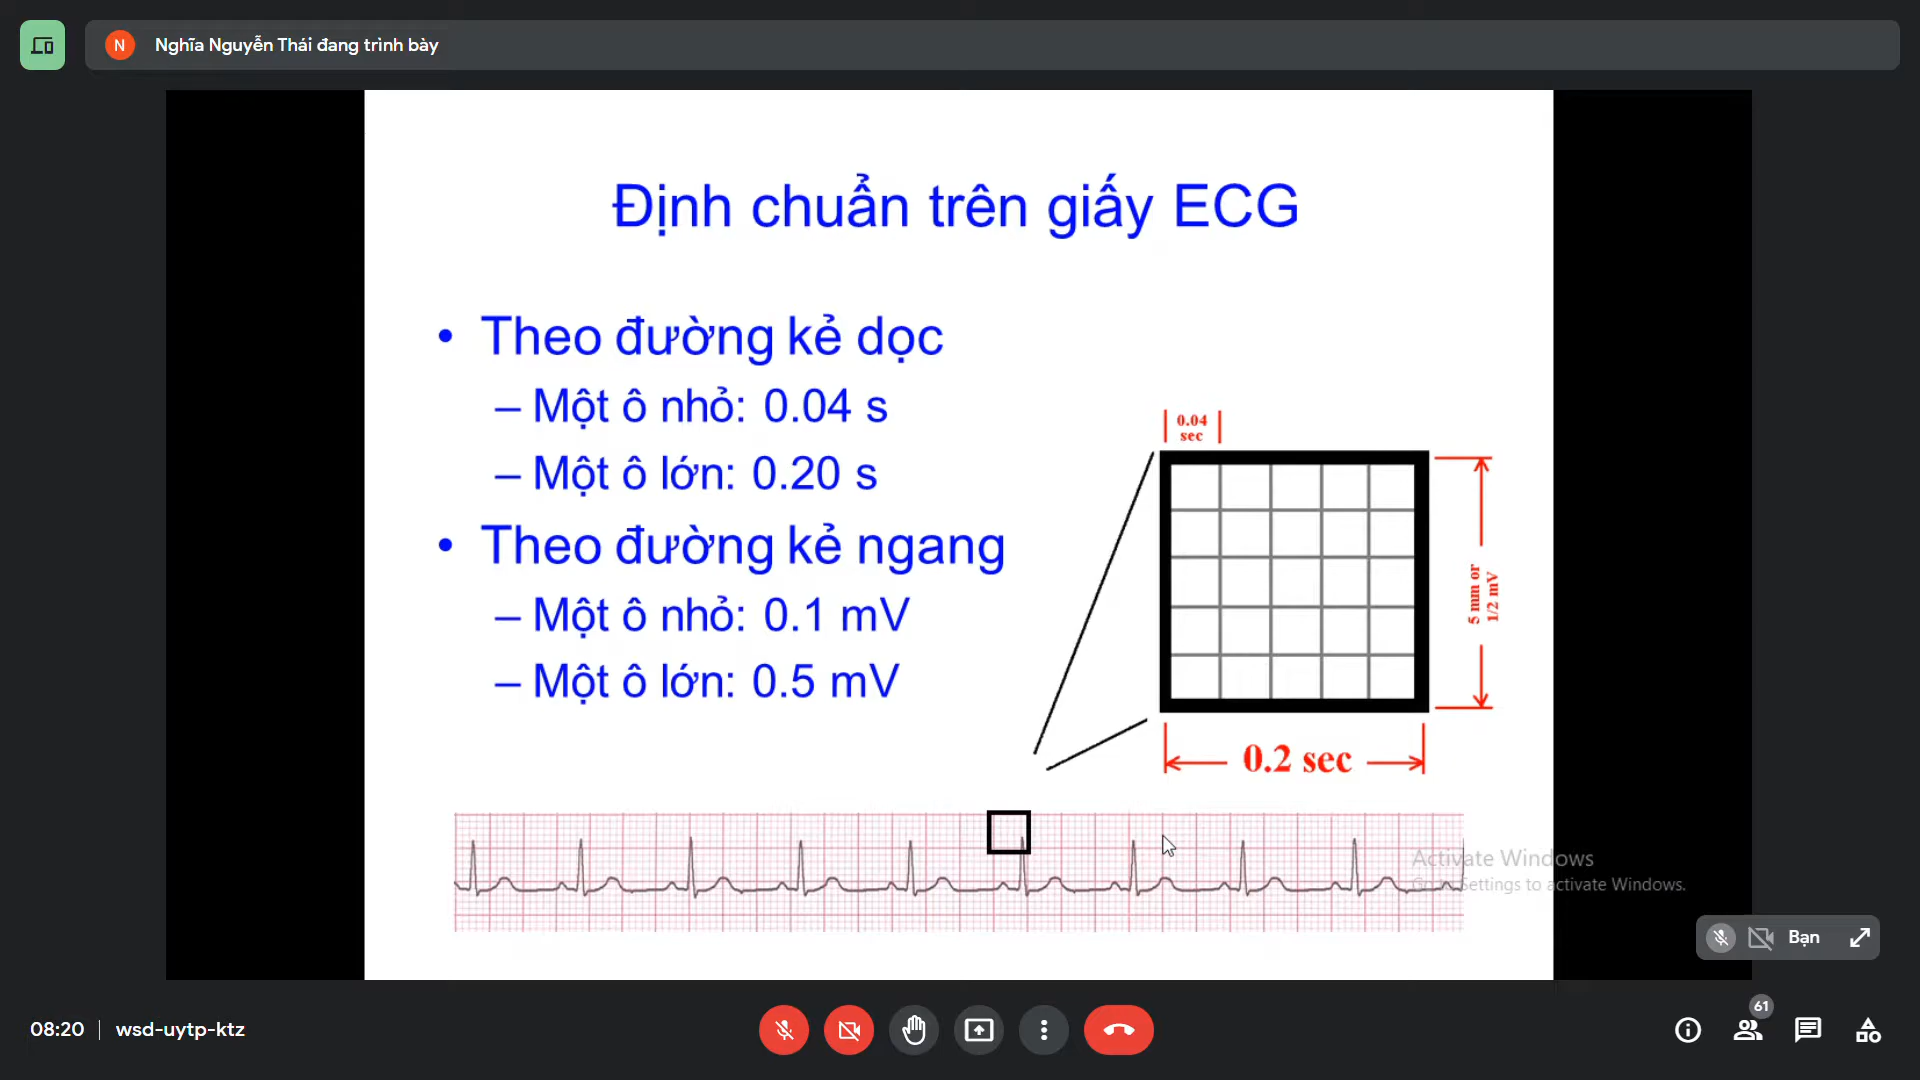 N
Nghĩa Nguyễn Thái đang trình bày
Định chuẩn trên giấy ECG
• Theo đường kẻ dọc
– Một ô nhỏ: 0.04 s
– Một ô lớn: 0.20 s
• Theo đường kẻ ngang
– Một ô nhỏ: 0.1 mV
– Một ô lớn: 0.5 mV
0.04
sec
5 mm or
1/2 mV
0.2 sec
Activate Windows
Go to Settings to activate Windows.
Bạn
08:20 | wsd-uytp-ktz
61